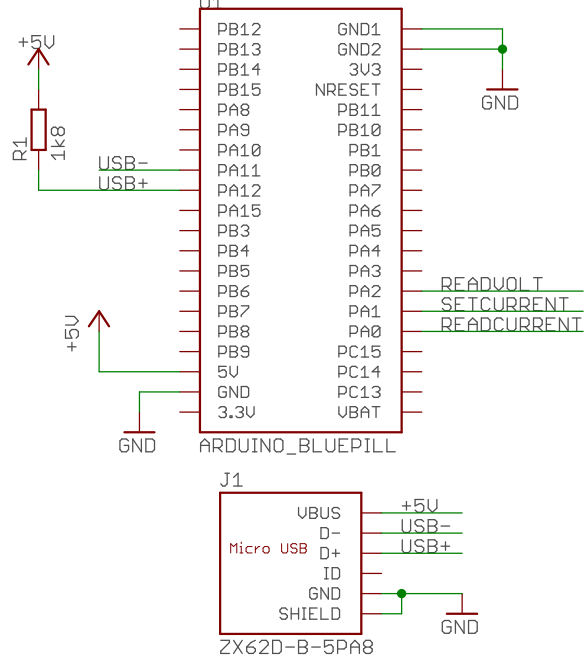 +5V
R1
1k8
USB-
USB+
+5V
GND
PB12
PB13
PB14
PB15
PA8
PA9
PA10
PA11
PA12
PA15
PB3
PB4
PB5
PB6
PB7
PB8
PB9
5V
GND
3.3V
GND1
GND2
3V3
NRESET
PB11
PB10
PB1
PB0
PA7
PA6
PA5
PA4
PA3
PA2
PA1
PA0
PC15
PC14
PC13
VBAT
GND
READVOLT
SETCURRENT
READCURRENT
ARDUINO_BLUEPILL
J1
Micro USB
VBUS
D-
D+
ID
GND
SHIELD
+5V
USB-
USB+
GND
ZX62D-B-5PA8